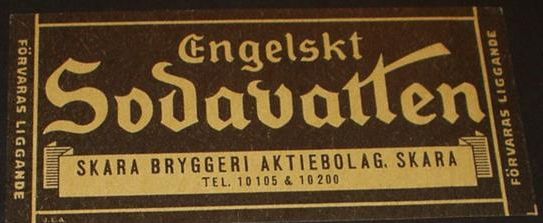 FÖRVARAS LIGGANDE
Engelskt
Sodavatten
SKARA BRYGGERI AKTIEBOLAG. SKARA
TEL. 10105 & 10200
FÖRVARAS LIGGANDE
J.E.A.